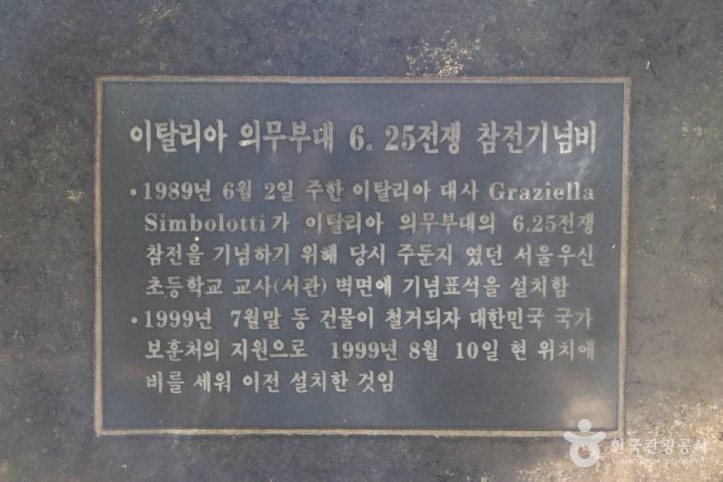 이탈리아 의무부대 6. 25전쟁 참전기념비
• 1989년 6월 2일 주한 이탈리아 대사 Graziella
Simbolotti가 이탈리아 의무부대의 6.25전쟁
참전을 기념하기 위해 당시 주둔지 였던 서울우신
초등학교 교사(서관) 벽면에 기념표석을 설치함
• 1999년 7월말 동 건물이 철거되자 대한민국 국가
보훈처의 지원으로 1999년 8월 10일 현 위치에
비를 세워 이전 설치한 것임
한국관광공사